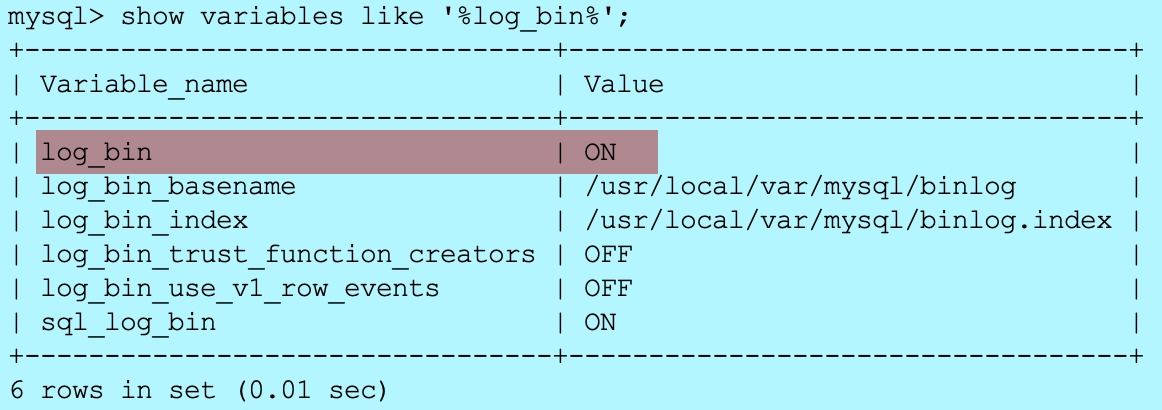 mysql> show variables like '%log_bin%';
+---------------------------------+----------------------------------+
| Variable_name                   | Value                            |
+---------------------------------+----------------------------------+
| log_bin                         | ON                               |
| log_bin_basename                | /usr/local/var/mysql/binlog      |
| log_bin_index                   | /usr/local/var/mysql/binlog.index |
| log_bin_trust_function_creators | OFF                              |
| log_bin_use_v1_row_events       | OFF                              |
| sql_log_bin                     | ON                               |
+---------------------------------+----------------------------------+
6 rows in set (0.01 sec)